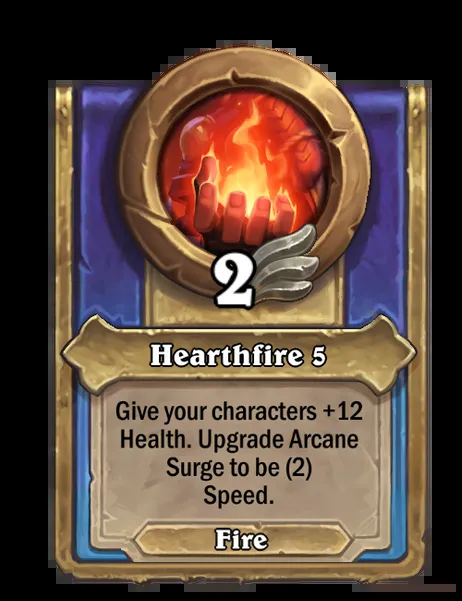 2
Hearthfire 5
Give your characters +12
Health. Upgrade Arcane
Surge to be (2)
Speed.
Fire